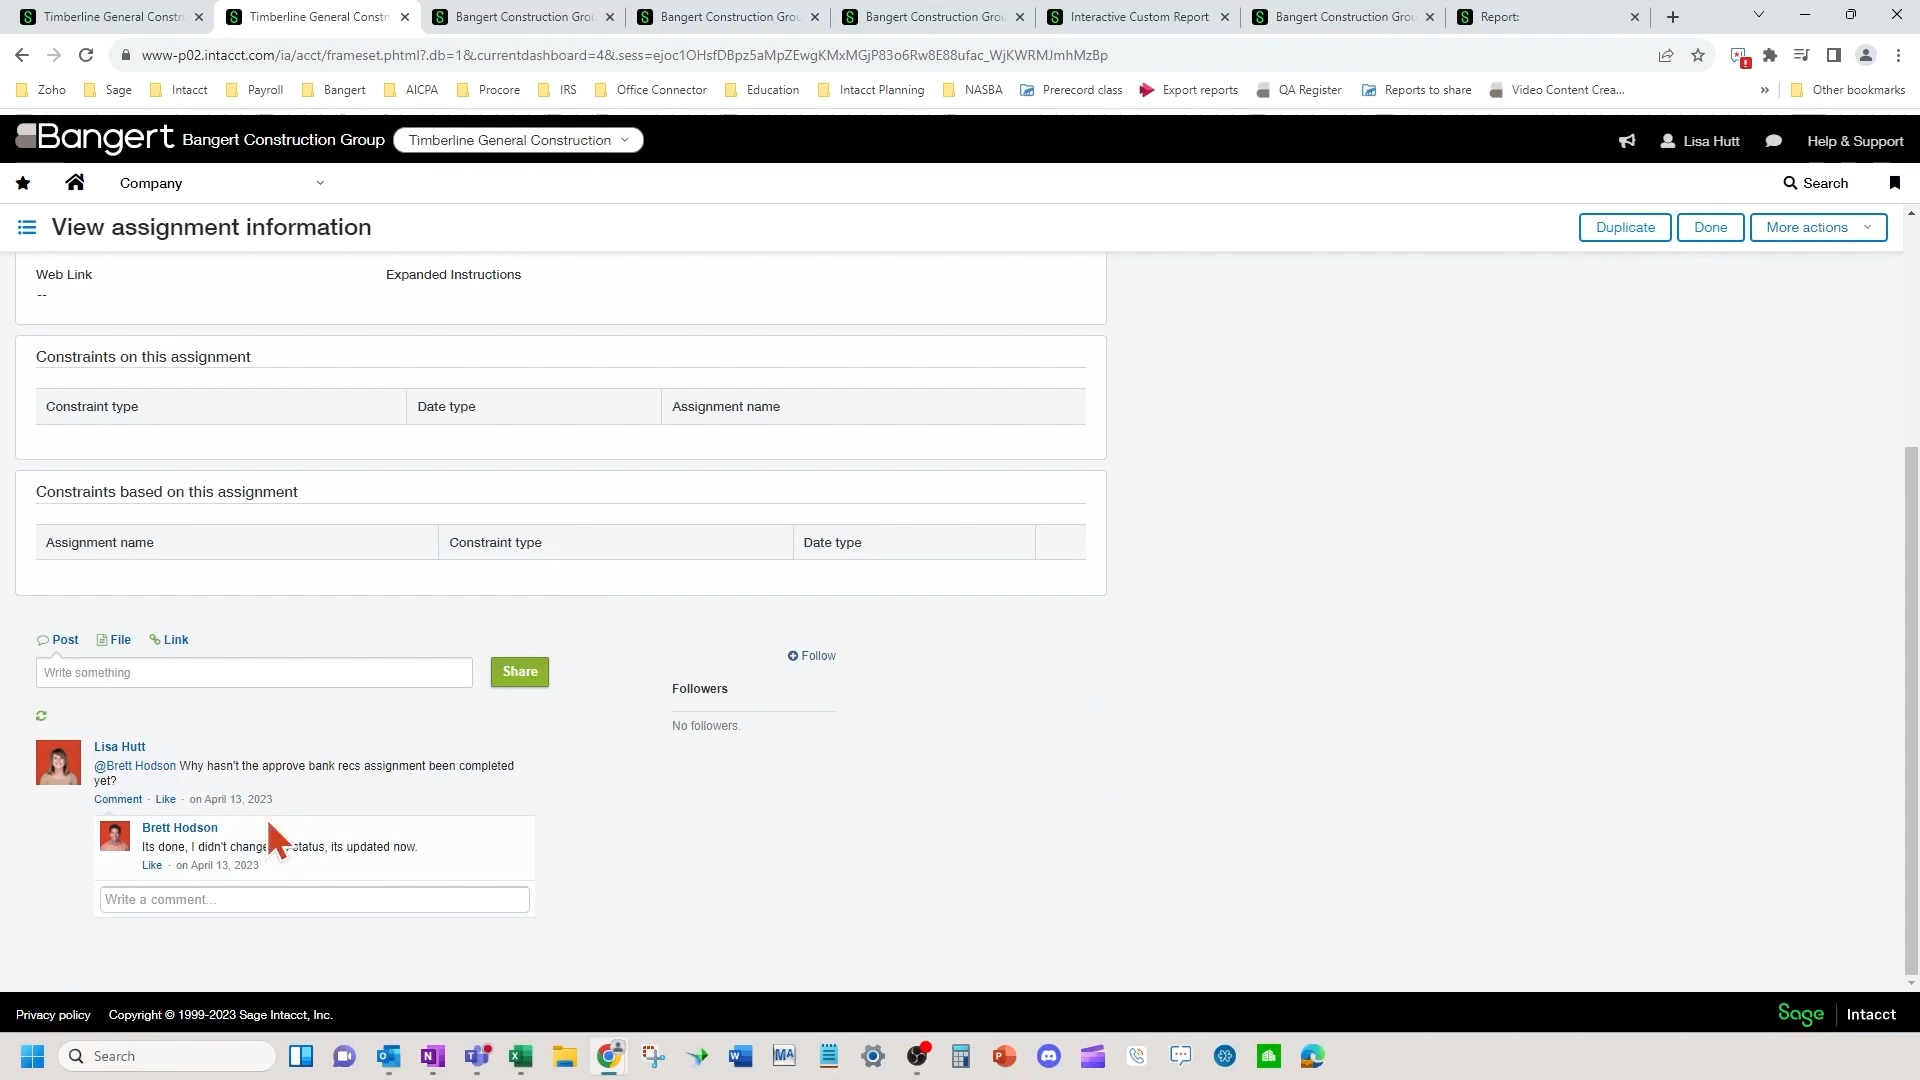 Timberline General Constr
Timberline General Constru
Bangert Construction Grou
Bangert Construction Grou
Bangert Construction Grou
Interactive Custom Report
Bangert Construction Grou
Report:
www-p02.intacct.com/ia/acct/frameset.phtml?.db=1&.currentdashboard=4&.sess=ejoc1OHsfDBpz5aMpZEwgKMxMGjP83o6Rw8E88ufac_WjKWRMJmhMzBp
Zoho
Sage
Intacct
Payroll
Bangert
AICPA
Procore
IRS
Office Connector
Education
Intacct Planning
NASBA
Prerecord class
Export reports
QA Register
Reports to share
Video Content Crea...
»
Other bookmarks
Bangert
Bangert Construction Group
Timberline General Construction
Lisa Hutt
Help & Support
Company
Search
View assignment information
Duplicate
Done
More actions
Web Link
Expanded Instructions
--
Constraints on this assignment
Constraint type
Date type
Assignment name
Constraints based on this assignment
Assignment name
Constraint type
Date type
Post
File
Link
Follow
Write something
Share
Followers
No followers.
Lisa Hutt
@Brett Hodson Why hasn't the approve bank recs assignment been completed
yet?
Comment · Like · on April 13, 2023
Brett Hodson
Its done, I didn't change status, its updated now.
Like · on April 13, 2023
Write a comment...
Privacy policy
Copyright © 1999-2023 Sage Intacct, Inc.
Sage
Intacct
Search